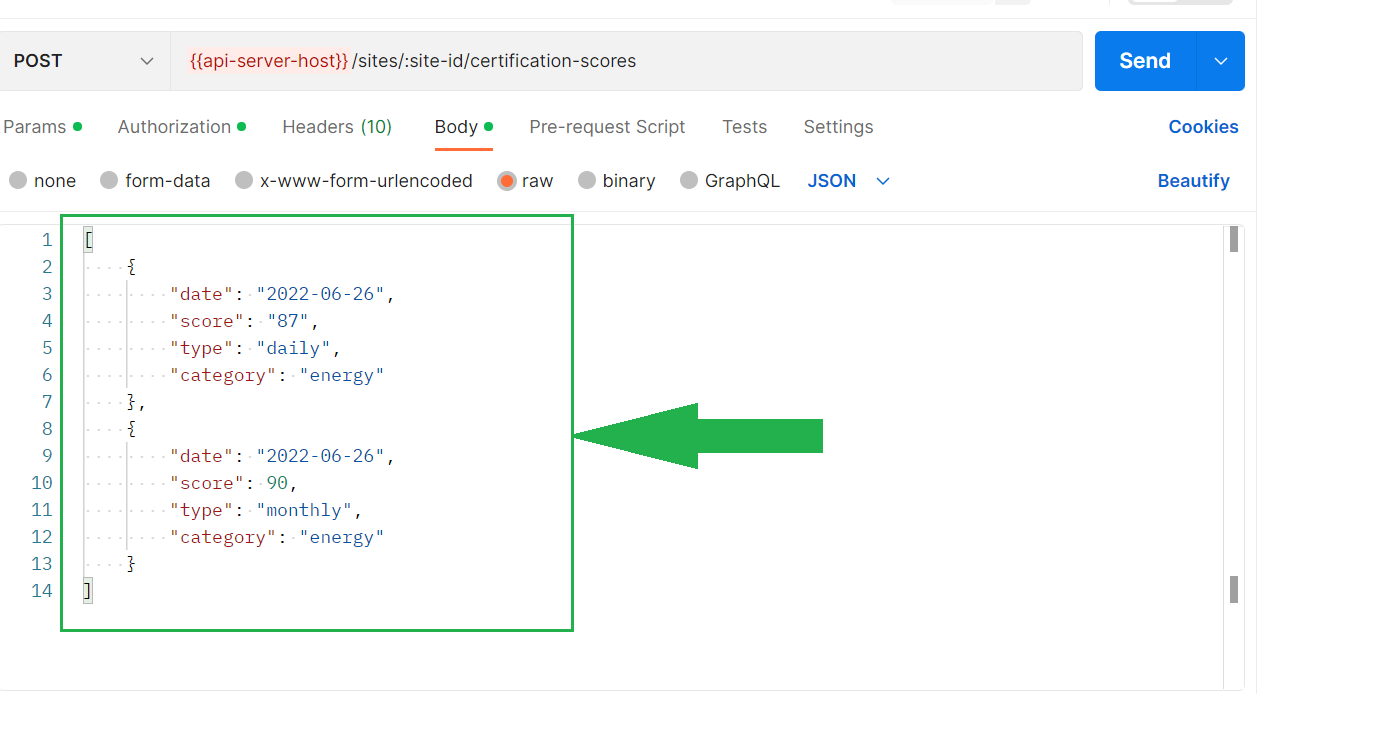 POST {{api-server-host}}/sites/:site-id/certification-scores Send
Params Authorization Headers (10) Body Pre-request Script Tests Settings Cookies
none form-data x-www-form-urlencoded raw binary GraphQL JSON Beautify
1 [
2 {
3 "date": "2022-06-26",
4 "score": "87",
5 "type": "daily",
6 "category": "energy"
7 },
8 {
9 "date": "2022-06-26",
10 "score": 90,
11 "type": "monthly",
12 "category": "energy"
13 }
14 ]